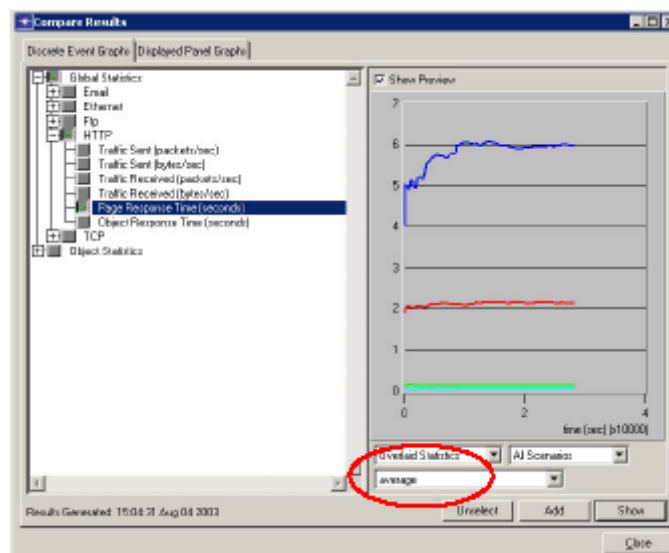 Compare Results
Discrete Event Graphs Displayed Panel Graphs
Global Statistics
Email
Ethernet
Ftp
HTTP
Traffic Sent (packets/sec)
Traffic Sent (bytes/sec)
Traffic Received (packets/sec)
Traffic Received (bytes/sec)
Page Response Time (seconds)
Object Response Time (seconds)
TCP
Object Statistics
Show Preview
7
6
5
4
3
2
1
0
0 2 4
time (sec) (x10000)
Overlaid Statistics All Scenarios
average
Results Generated: 15:04:31 Aug 04 2003
Unselect Add Show
Close